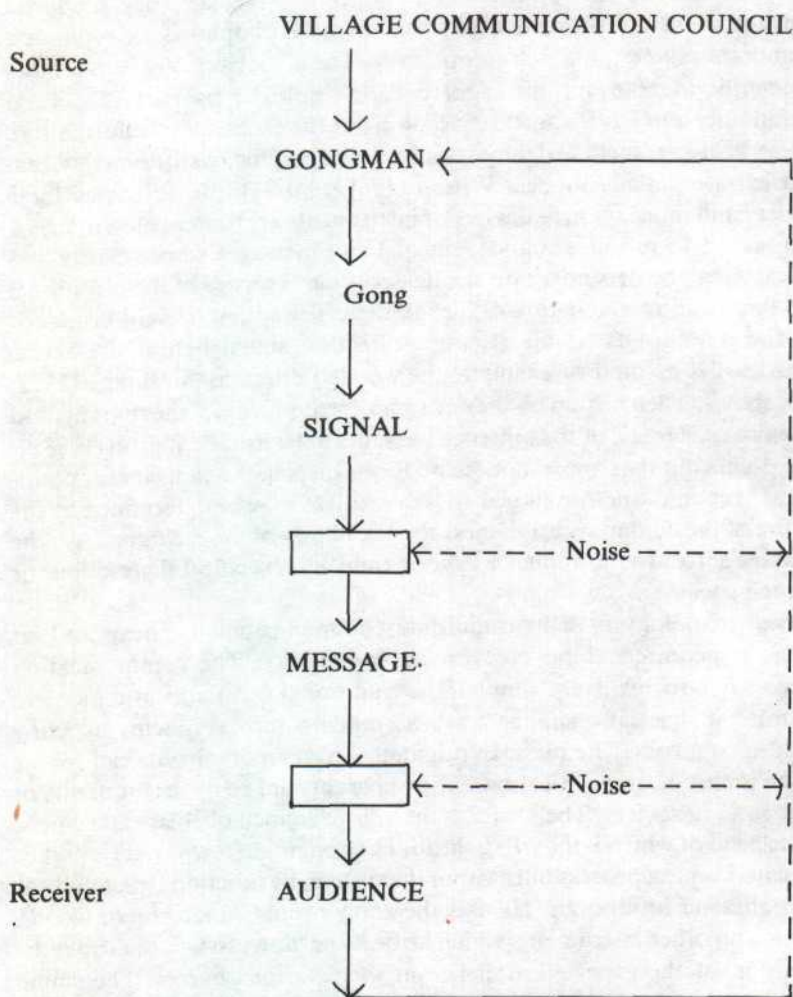 VILLAGE COMMUNICATION COUNCIL
Source
GONGMAN
Gong
SIGNAL
Noise
MESSAGE
Noise
Receiver AUDIENCE